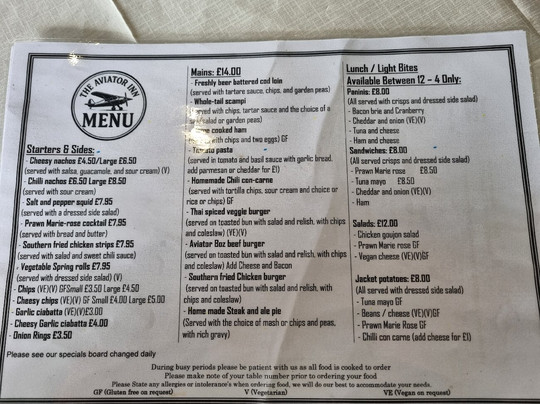 THE AVIATOR INN
MENU
Starters & Sides:
- Cheesy nachos £4.50/Large £6.50
(served with salsa, guacamole, and sour cream) (V)
- Chilli nachos £6.50 Large £8.50
(served with sour cream)
- Salt and pepper squid £7.95
(served with a dressed side salad)
- Prawn Marie-rose cocktail £7.95
(served with bread and butter)
- Southern fried chicken strips £7.95
(served with salad and sweet chili sauce)
- Vegetable Spring rolls £7.95
(served with dressed side salad) (V)
- Chips (VE)(V) GFSmall £3.50 Large £4.50
- Cheesy chips (VE)(V) GF Small £4.00 Large £5.00
- Garlic ciabatta (VE)(V)£3.00
- Cheesy Garlic ciabatta £4.00
- Onion Rings £3.50
Mains: £14.00
- Freshly beer battered cod loin
(served with tartare sauce, chips, and garden peas)
- Whole-tail scampi
(served with chips, tartar sauce and the choice of a
salad or garden peas)
cooked ham
with chips and two eggs) GF
pasta
(served in tomato and basil sauce with garlic bread,
add parmesan or cheddar for £1)
- Homemade Chili con-carne
(served with tortilla chips, sour cream and choice or
rice or chips) GF
- Thai spiced veggie burger
(served on toasted bun with salad and relish, with chips
and coleslaw) (VE)(V)
- Aviator 8oz beef burger
(served on toasted bun with salad and relish, with chips
and coleslaw) Add Cheese and Bacon
- Southern fried Chicken burger
(served on toasted bun with salad and relish, with
chips and coleslaw)
- Home made Steak and ale pie
(Served with the choice of mash or chips and peas,
with rich gravy)
Lunch / Light Bites
Available Between 12 – 4 Only:
Paninis: £8.00
(All served with crisps and dressed side salad)
- Bacon brie and Cranberry
- Cheddar and onion (VE)(V)
- Tuna and cheese
- Ham and cheese
Sandwiches: £8.00
(All served crisps and dressed side salad)
- Prawn Marie rose £8.50
- Tuna mayo £8.50
- Cheddar and onion (VE)(V)
- Ham
Salads: £12.00
- Chicken goujon salad
- Prawn Marie rose GF
- Vegan cheese (VE)(V)GF
Jacket potatoes: £8.00
(All served with dressed side salad)
- Tuna mayo GF
- Beans / cheese (VE)(V)GF
- Prawn Marie Rose GF
- Chilli con carne (add cheese for £1)
Please see our specials board changed daily
During busy periods please be patient with us as all food is cooked to order
Please make note of your table number prior to ordering your food
Please State any allergies or intolerance's when ordering food, we will do our best to accommodate your needs.
GF (Gluten free on request) V (Vegetarian) VE (Vegan on request)